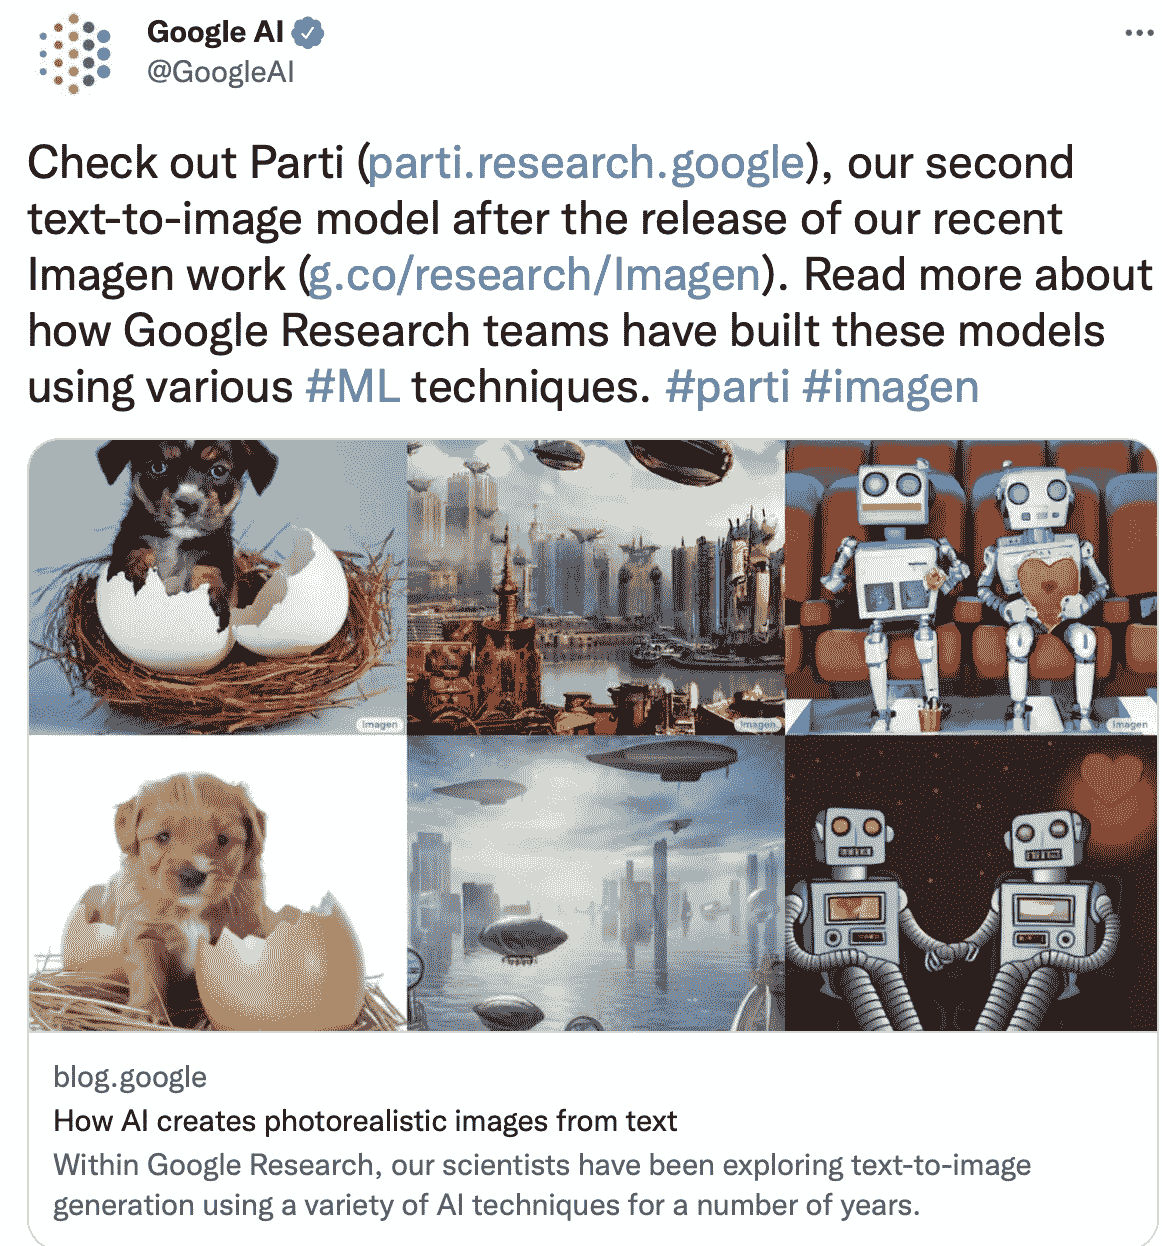 Google AI
@GoogleAI
Check out Parti (parti.research.google), our second
text-to-image model after the release of our recent
Imagen work (g.co/research/Imagen). Read more about
how Google Research teams have built these models
using various #ML techniques. #parti #imagen
Imagen
Imagen
Imagen
blog.google
How AI creates photorealistic images from text
Within Google Research, our scientists have been exploring text-to-image
generation using a variety of AI techniques for a number of years.